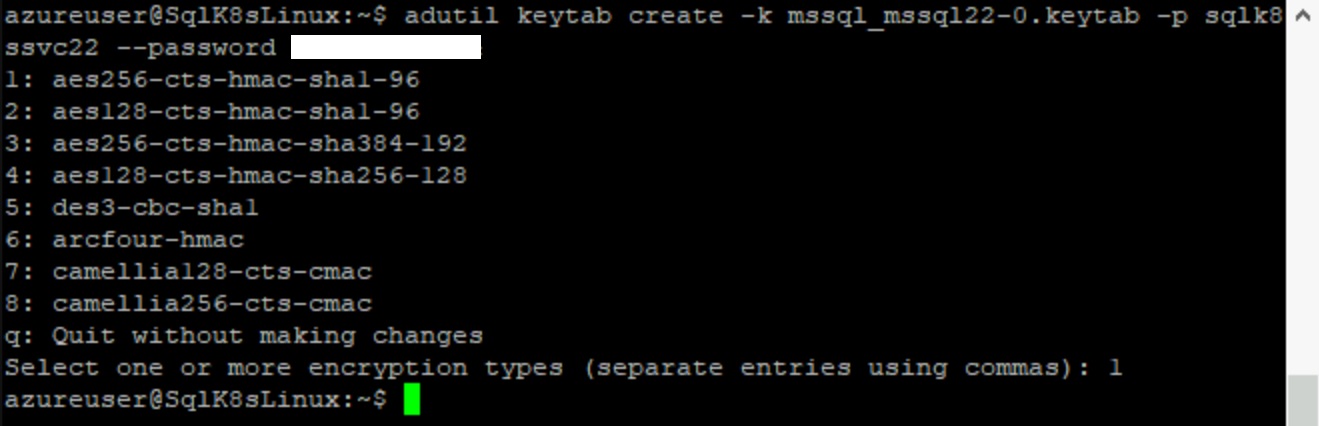 azureuser@SqlK8sLinux:~$ adutil keytab create -k mssql_mssql22-0.keytab -p sqlk8
ssvc22 --password
1: aes256-cts-hmac-sha1-96
2: aes128-cts-hmac-sha1-96
3: aes256-cts-hmac-sha384-192
4: aes128-cts-hmac-sha256-128
5: des3-cbc-sha1
6: arcfour-hmac
7: camellia128-cts-cmac
8: camellia256-cts-cmac
q: Quit without making changes
Select one or more encryption types (separate entries using commas): 1
azureuser@SqlK8sLinux:~$